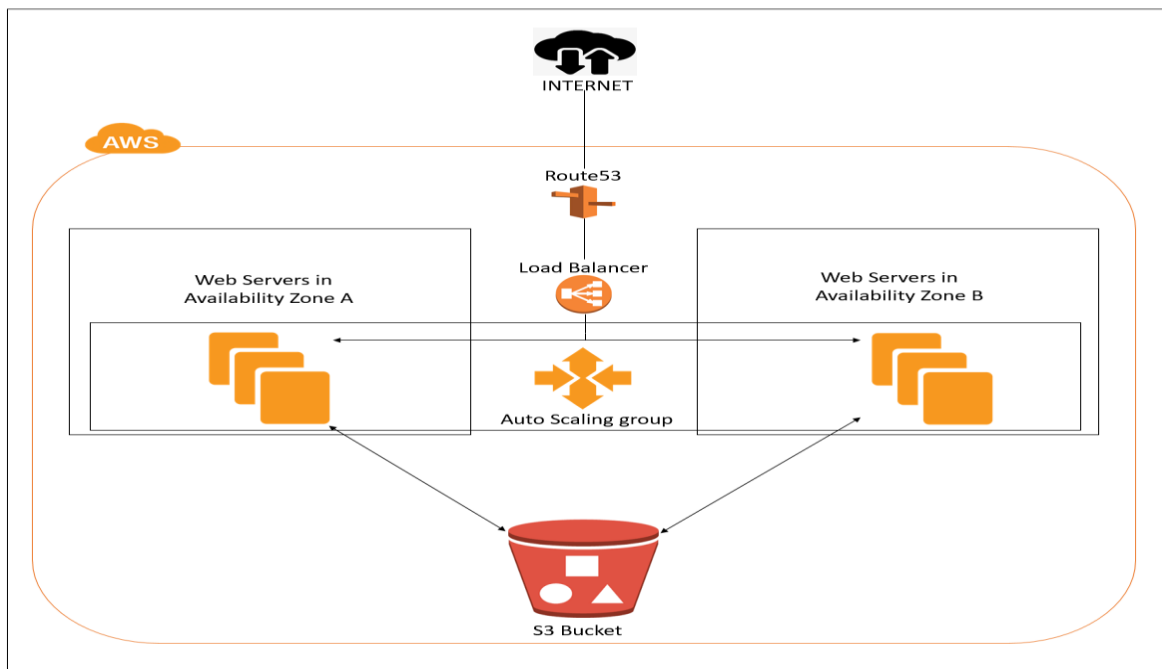 INTERNET
AWS
Route53
Load Balancer
Web Servers in
Availability Zone A
Web Servers in
Availability Zone B
Auto Scaling group
S3 Bucket